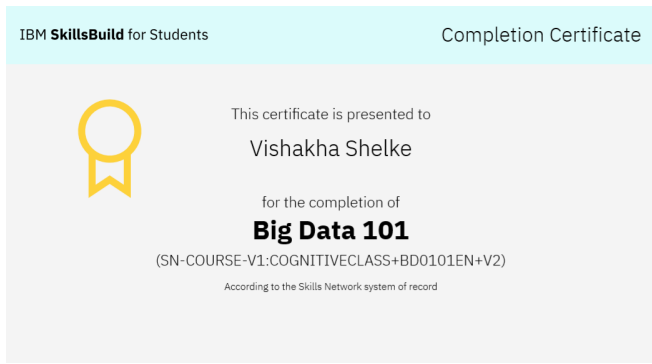 IBM SkillsBuild for Students
Completion Certificate
This certificate is presented to
Vishakha Shelke
for the completion of
Big Data 101
(SN-COURSE-V1:COGNITIVECLASS+BD0101EN+V2)
According to the Skills Network system of record